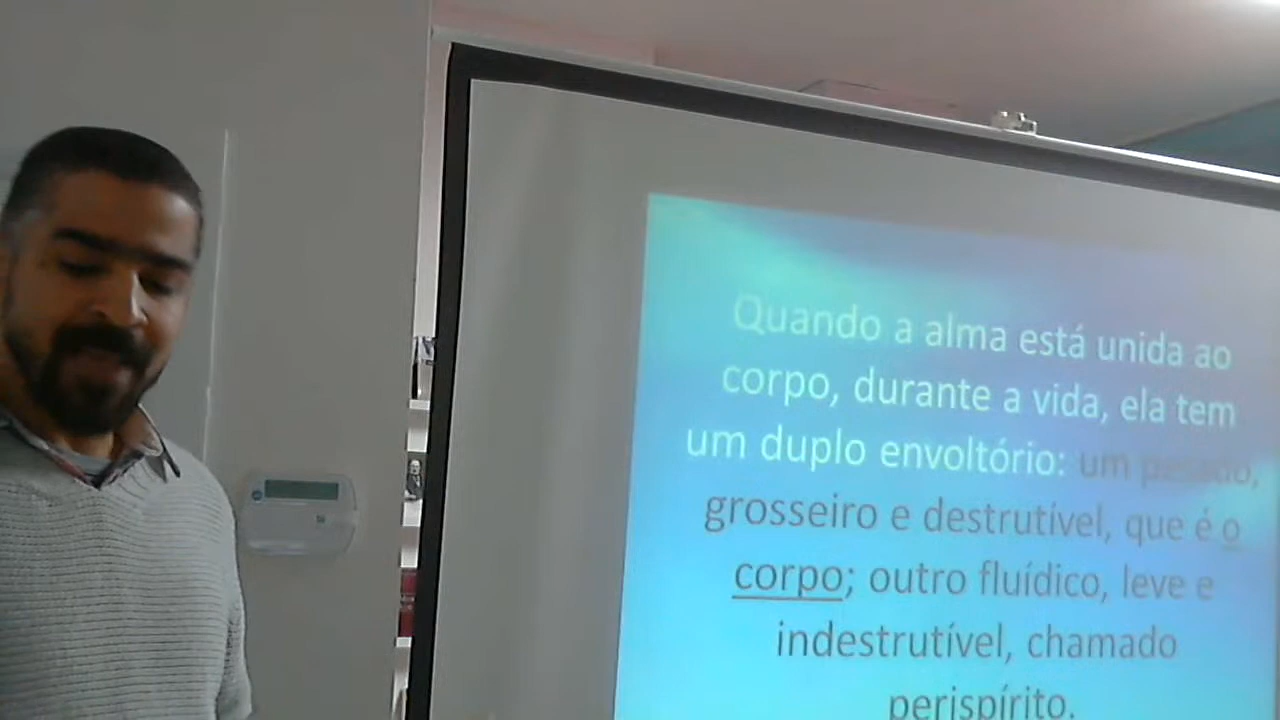 Quando a alma está unida ao
corpo, durante a vida, ela tem
um duplo envoltório: um pesado,
grosseiro e destrutível, que é o
corpo; outro fluídico, leve e
indestrutível, chamado
perispírito.